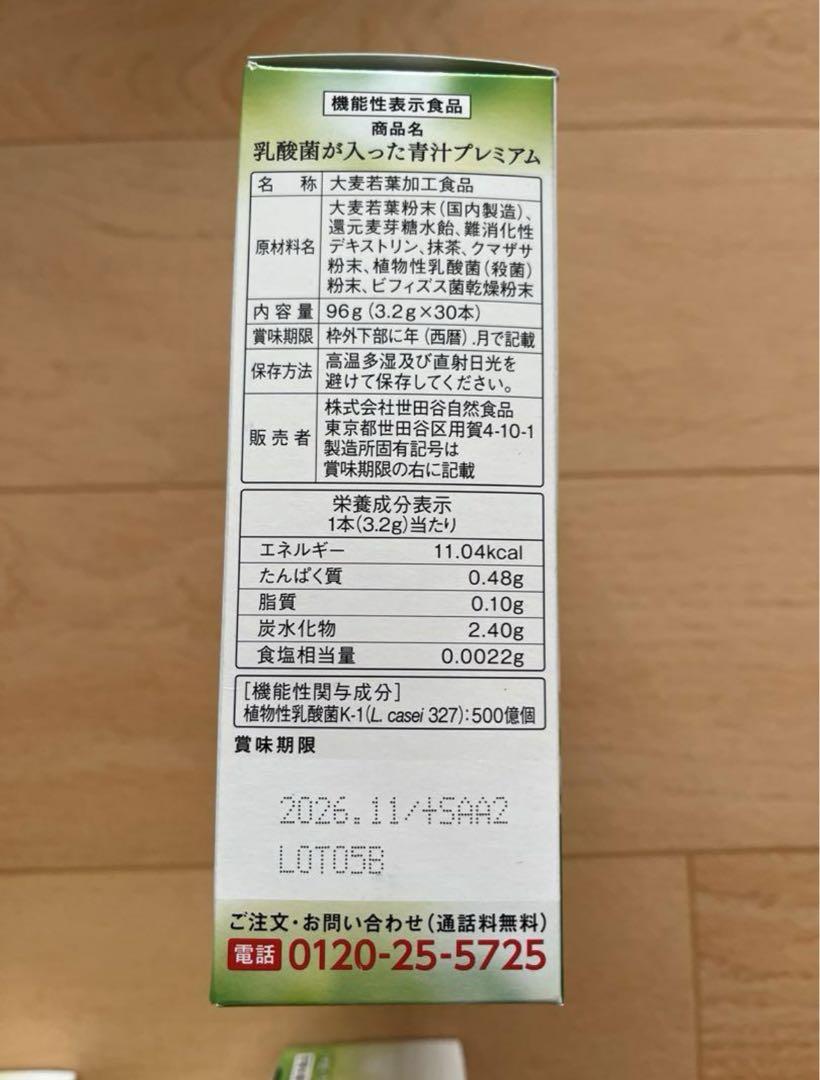 機能性表示食品
商品名
乳酸菌が入った青汁プレミアム
名 称 大麦若葉加工食品
原材料名 大麦若葉粉末(国内製造)、
還元麦芽糖水飴、難消化性
デキストリン、抹茶、クマザサ
粉末、植物性乳酸菌(殺菌)
粉末、ビフィズス菌乾燥粉末
内容量 96g(3.2g×30本)
賞味期限 枠外下部に年(西暦).月で記載
保存方法 高温多湿及び直射日光を
避けて保存してください。
販売者 株式会社世田谷自然食品
東京都世田谷区用賀4-10-1
製造所固有記号は
賞味期限の右に記載
栄養成分表示
1本(3.2g)当たり
エネルギー 11.04kcal
たんぱく質 0.48g
脂質 0.10g
炭水化物 2.40g
食塩相当量 0.0022g
[機能性関与成分]
植物性乳酸菌K-1(L. casei 327):500億個
賞味期限
2026.11/+SAA2
LOT05B
ご注文・お問い合わせ(通話料無料)
電話 0120-25-5725